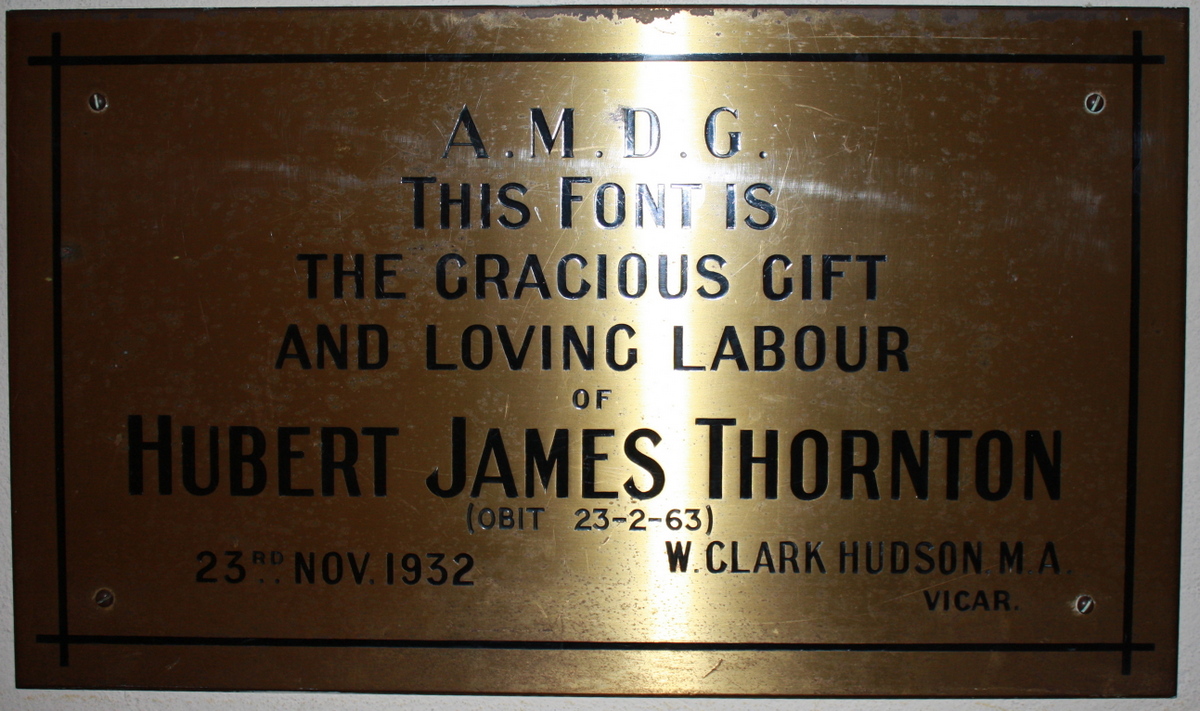 A.M.D.G.
THIS FONT IS
THE GRACIOUS GIFT
AND LOVING LABOUR
OF
HUBERT JAMES THORNTON
(OBIT 23-2-63)
23RD. NOV. 1932
W. CLARK HUDSON. M.A.
VICAR.